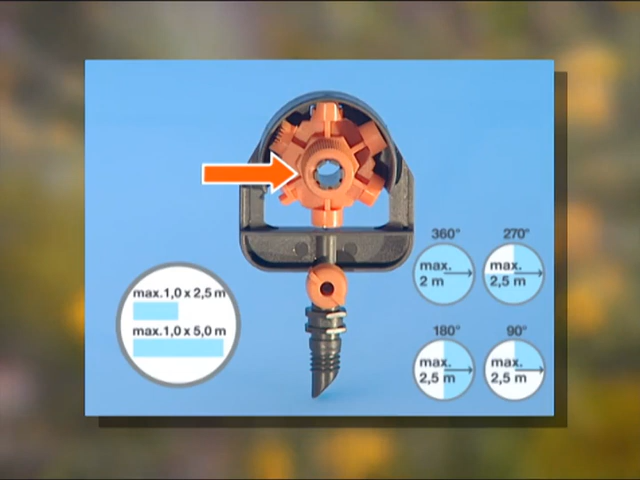 360° 270°
max.
2 m
max.
2,5 m
max.1,0 x 2,5 m
max.1,0 x 5,0 m
180° 90°
max.
2,5 m
max.
2,5 m